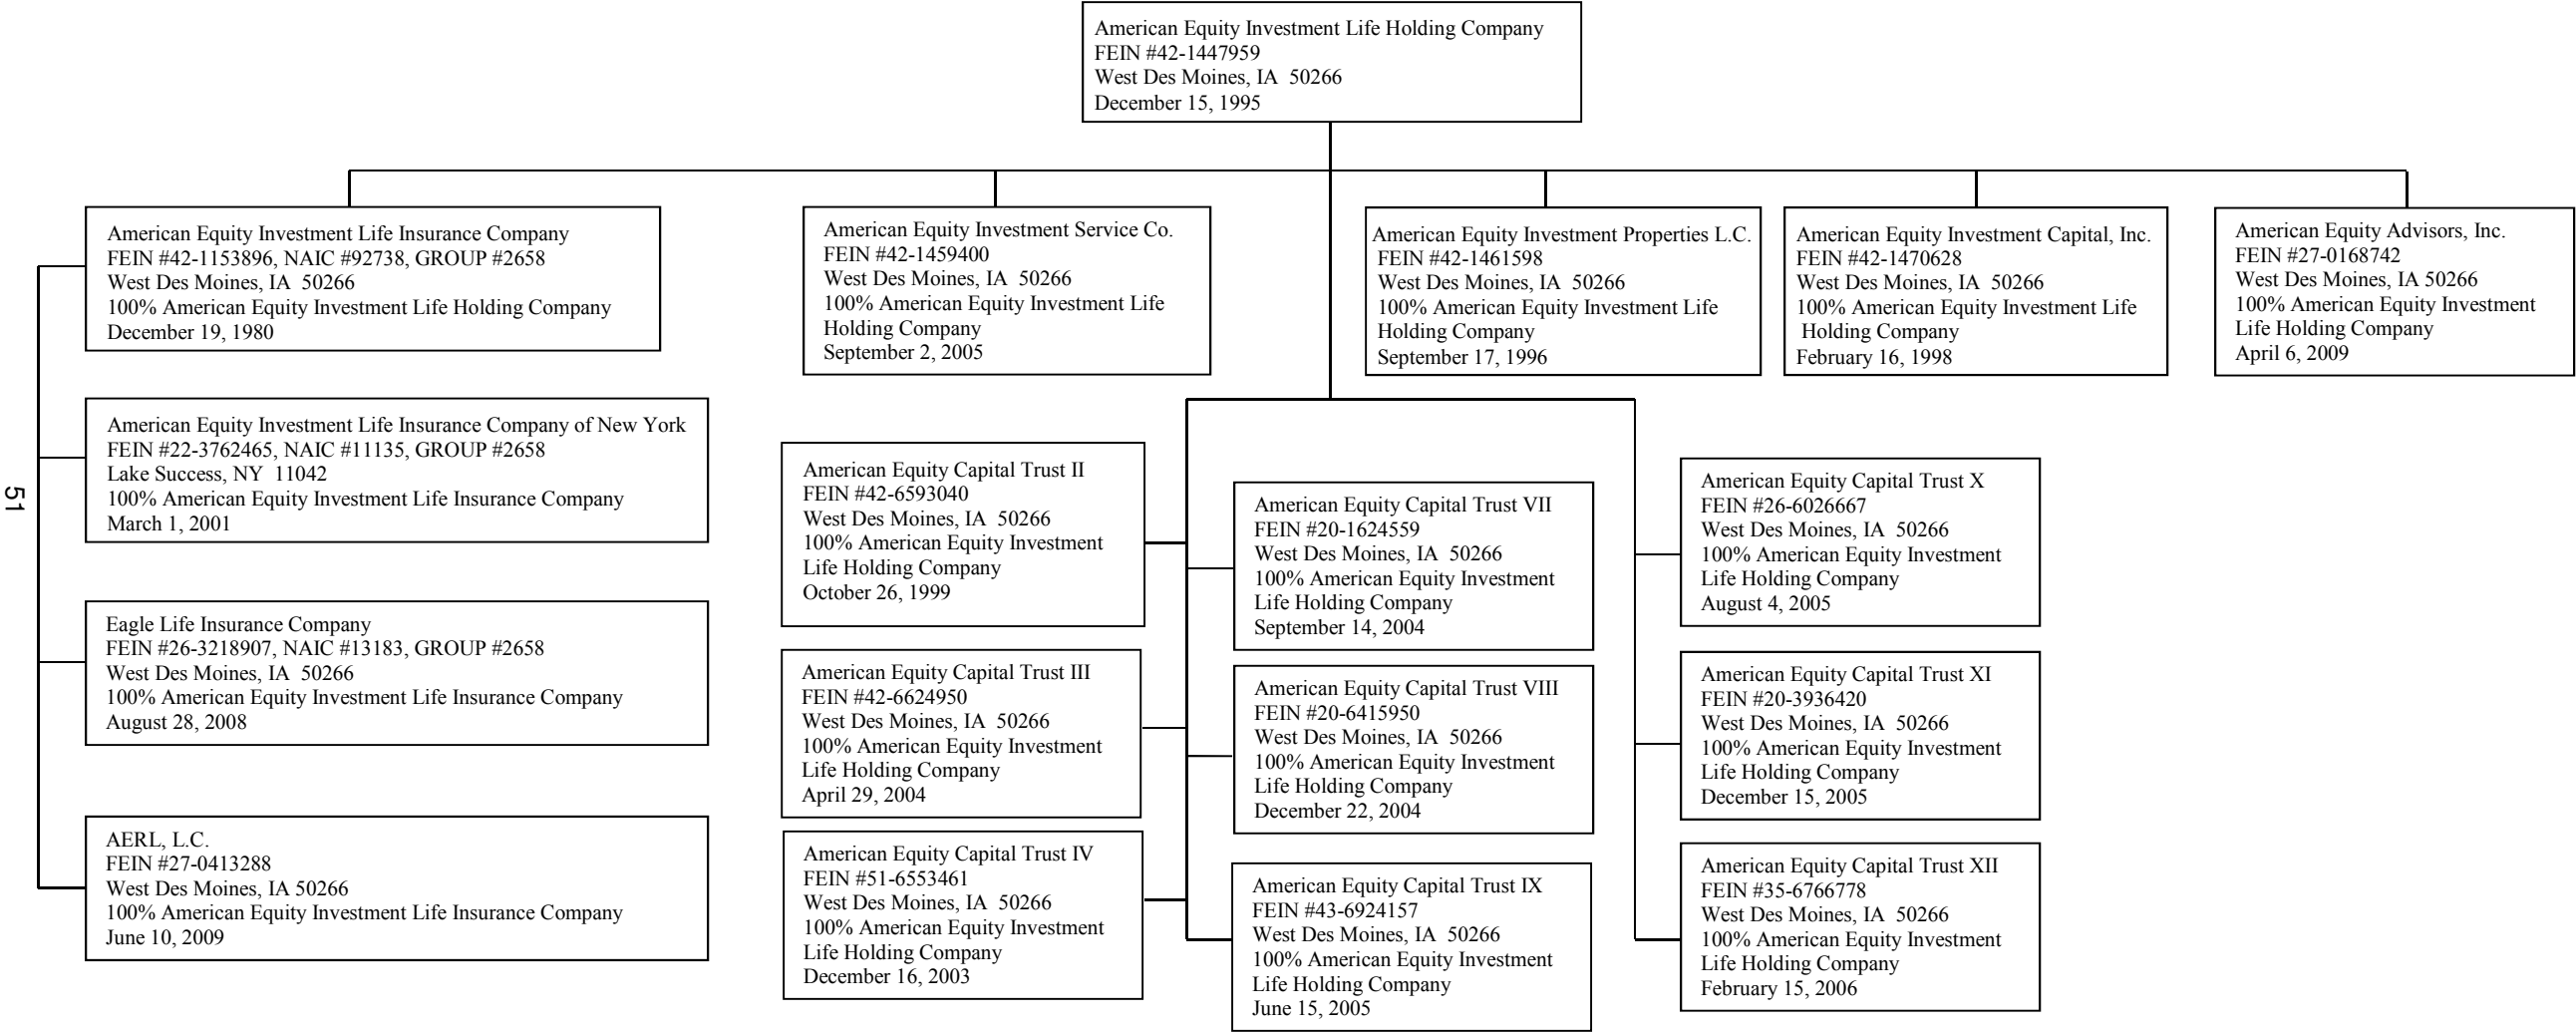 American Equity Investment Life Holding Company
FEIN #42-1447959
West Des Moines, IA  50266
December 15, 1995
American Equity Investment Life Insurance Company
FEIN #42-1153896, NAIC #92738, GROUP #2658
West Des Moines, IA  50266
100% American Equity Investment Life Holding Company
December 19, 1980
American Equity Investment Service Co.
FEIN #42-1459400
West Des Moines, IA  50266
100% American Equity Investment Life
Holding Company
September 2, 2005
American Equity Investment Properties L.C.
FEIN #42-1461598
West Des Moines, IA  50266
100% American Equity Investment Life
Holding Company
September 17, 1996
American Equity Investment Capital, Inc.
FEIN #42-1470628
West Des Moines, IA  50266
100% American Equity Investment Life
Holding Company
February 16, 1998
American Equity Advisors, Inc.
FEIN #27-0168742
West Des Moines, IA 50266
100% American Equity Investment
Life Holding Company
April 6, 2009
American Equity Investment Life Insurance Company of New York
FEIN #22-3762465, NAIC #11135, GROUP #2658
Lake Success, NY  11042
100% American Equity Investment Life Insurance Company
March 1, 2001
Eagle Life Insurance Company
FEIN #26-3218907, NAIC #13183, GROUP #2658
West Des Moines, IA  50266
100% American Equity Investment Life Insurance Company
August 28, 2008
AERL, L.C.
FEIN #27-0413288
West Des Moines, IA 50266
100% American Equity Investment Life Insurance Company
June 10, 2009
American Equity Capital Trust II
FEIN #42-6593040
West Des Moines, IA  50266
100% American Equity Investment
Life Holding Company
October 26, 1999
American Equity Capital Trust III
FEIN #42-6624950
West Des Moines, IA  50266
100% American Equity Investment
Life Holding Company
April 29, 2004
American Equity Capital Trust IV
FEIN #51-6553461
West Des Moines, IA  50266
100% American Equity Investment
Life Holding Company
December 16, 2003
American Equity Capital Trust VII
FEIN #20-1624559
West Des Moines, IA  50266
100% American Equity Investment
Life Holding Company
September 14, 2004
American Equity Capital Trust VIII
FEIN #20-6415950
West Des Moines, IA  50266
100% American Equity Investment
Life Holding Company
December 22, 2004
American Equity Capital Trust IX
FEIN #43-6924157
West Des Moines, IA  50266
100% American Equity Investment
Life Holding Company
June 15, 2005
American Equity Capital Trust X
FEIN #26-6026667
West Des Moines, IA  50266
100% American Equity Investment
Life Holding Company
August 4, 2005
American Equity Capital Trust XI
FEIN #20-3936420
West Des Moines, IA  50266
100% American Equity Investment
Life Holding Company
December 15, 2005
American Equity Capital Trust XII
FEIN #35-6766778
West Des Moines, IA  50266
100% American Equity Investment
Life Holding Company
February 15, 2006
51